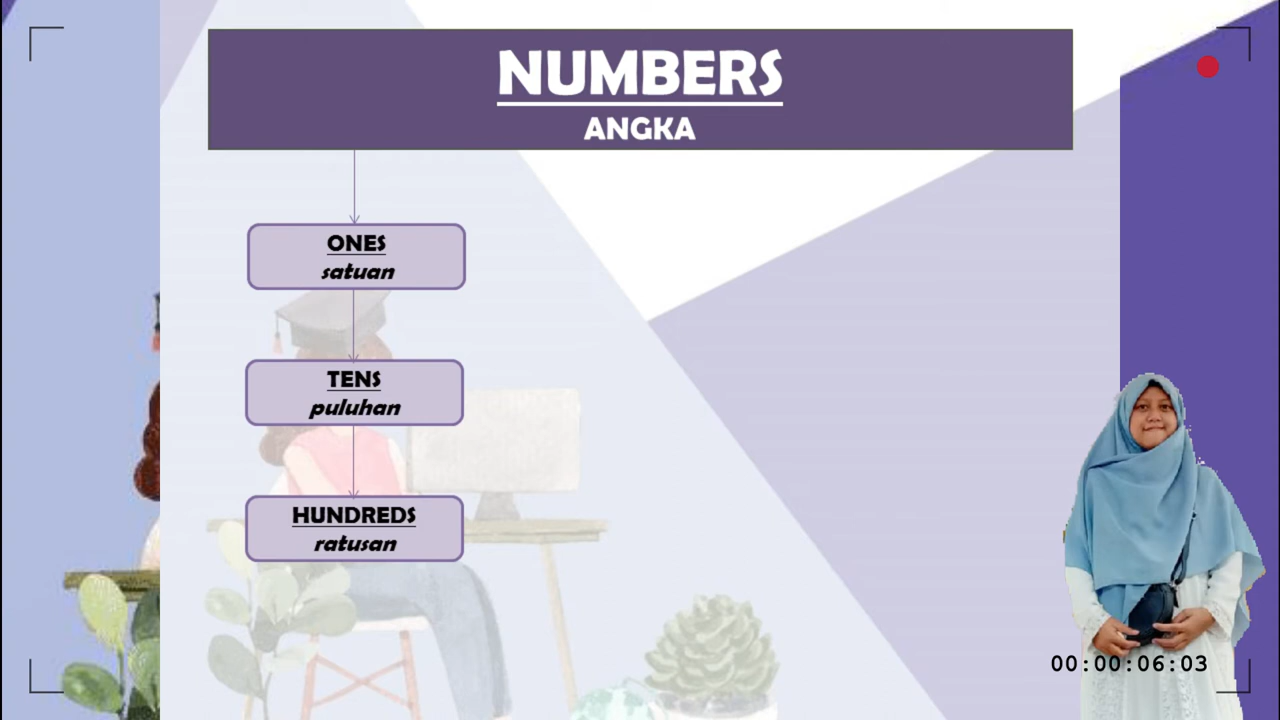 NUMBERS
ANGKA
ONES
satuan
TENS
puluhan
HUNDREDS
ratusan
00:00:06:03